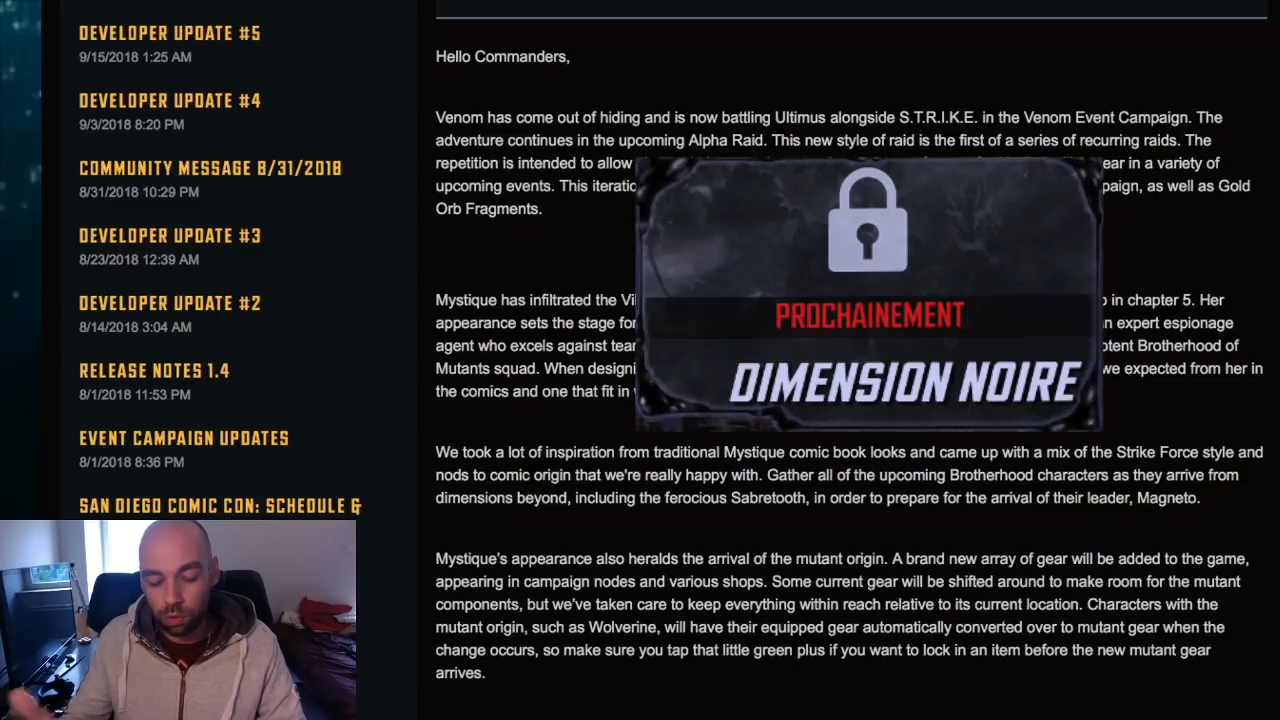 DEVELOPER UPDATE #5
9/15/2018 1:25 AM
DEVELOPER UPDATE #4
9/3/2018 8:20 PM
COMMUNITY MESSAGE 8/31/2018
8/31/2018 10:29 PM
DEVELOPER UPDATE #3
8/23/2018 12:39 AM
DEVELOPER UPDATE #2
8/14/2018 3:04 AM
RELEASE NOTES 1.4
8/1/2018 11:53 PM
EVENT CAMPAIGN UPDATES
8/1/2018 8:36 PM
SAN DIEGO COMIC CON: SCHEDULE &
Hello Commanders,
Venom has come out of hiding and is now battling Ultimus alongside S.T.R.I.K.E. in the Venom Event Campaign. The
adventure continues in the upcoming Alpha Raid. This new style of raid is the first of a series of recurring raids. The
repetition is intended to allow ear in a variety of
upcoming events. This iteratio paign, as well as Gold
Orb Fragments.
Mystique has infiltrated the Vi in chapter 5. Her
appearance sets the stage for n expert espionage
agent who excels against tea otent Brotherhood of
Mutants squad. When designi we expected from her in
the comics and one that fit in
PROCHAINEMENT
DIMENSION NOIRE
We took a lot of inspiration from traditional Mystique comic book looks and came up with a mix of the Strike Force style and
nods to comic origin that we're really happy with. Gather all of the upcoming Brotherhood characters as they arrive from
dimensions beyond, including the ferocious Sabretooth, in order to prepare for the arrival of their leader, Magneto.
Mystique's appearance also heralds the arrival of the mutant origin. A brand new array of gear will be added to the game,
appearing in campaign nodes and various shops. Some current gear will be shifted around to make room for the mutant
components, but we've taken care to keep everything within reach relative to its current location. Characters with the
mutant origin, such as Wolverine, will have their equipped gear automatically converted over to mutant gear when the
change occurs, so make sure you tap that little green plus if you want to lock in an item before the new mutant gear
arrives.